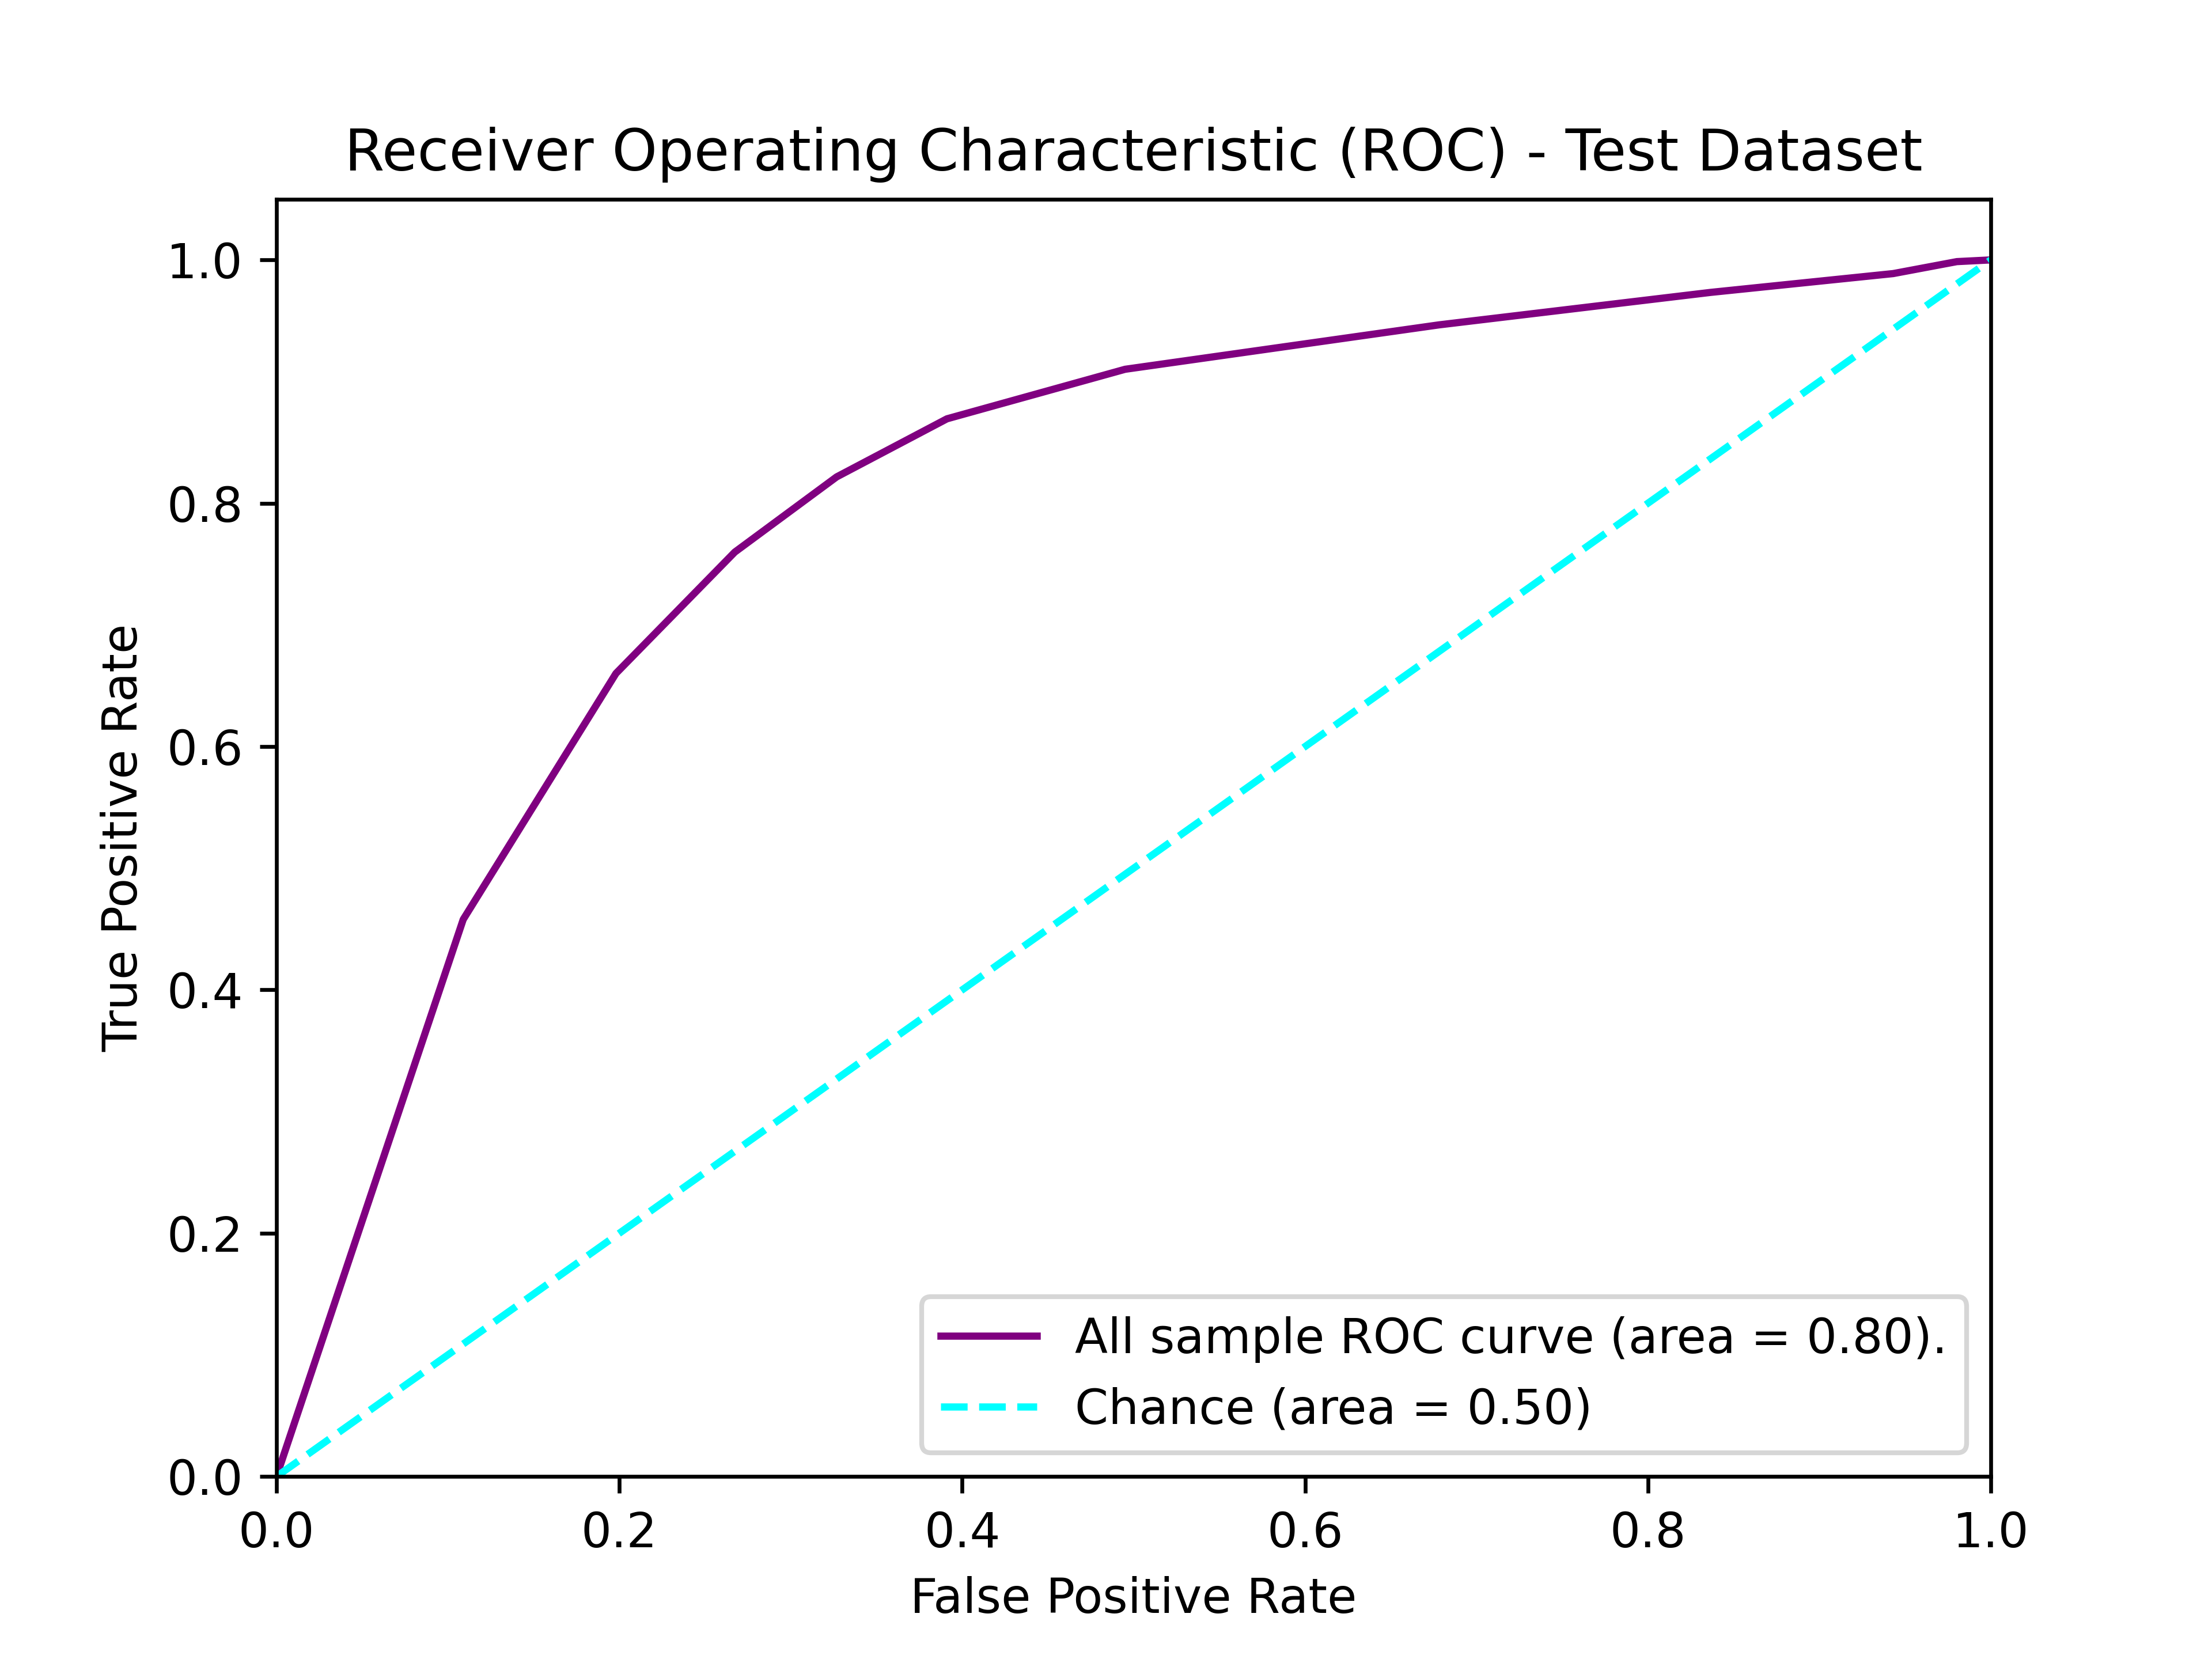 Receiver Operating Characteristic (ROC) - Test Dataset
1.0
0.8
0.6
0.4
0.2
0.0
True Positive Rate
All sample ROC curve (area = 0.80).
Chance (area = 0.50)
0.0 0.2 0.4 0.6 0.8 1.0
False Positive Rate